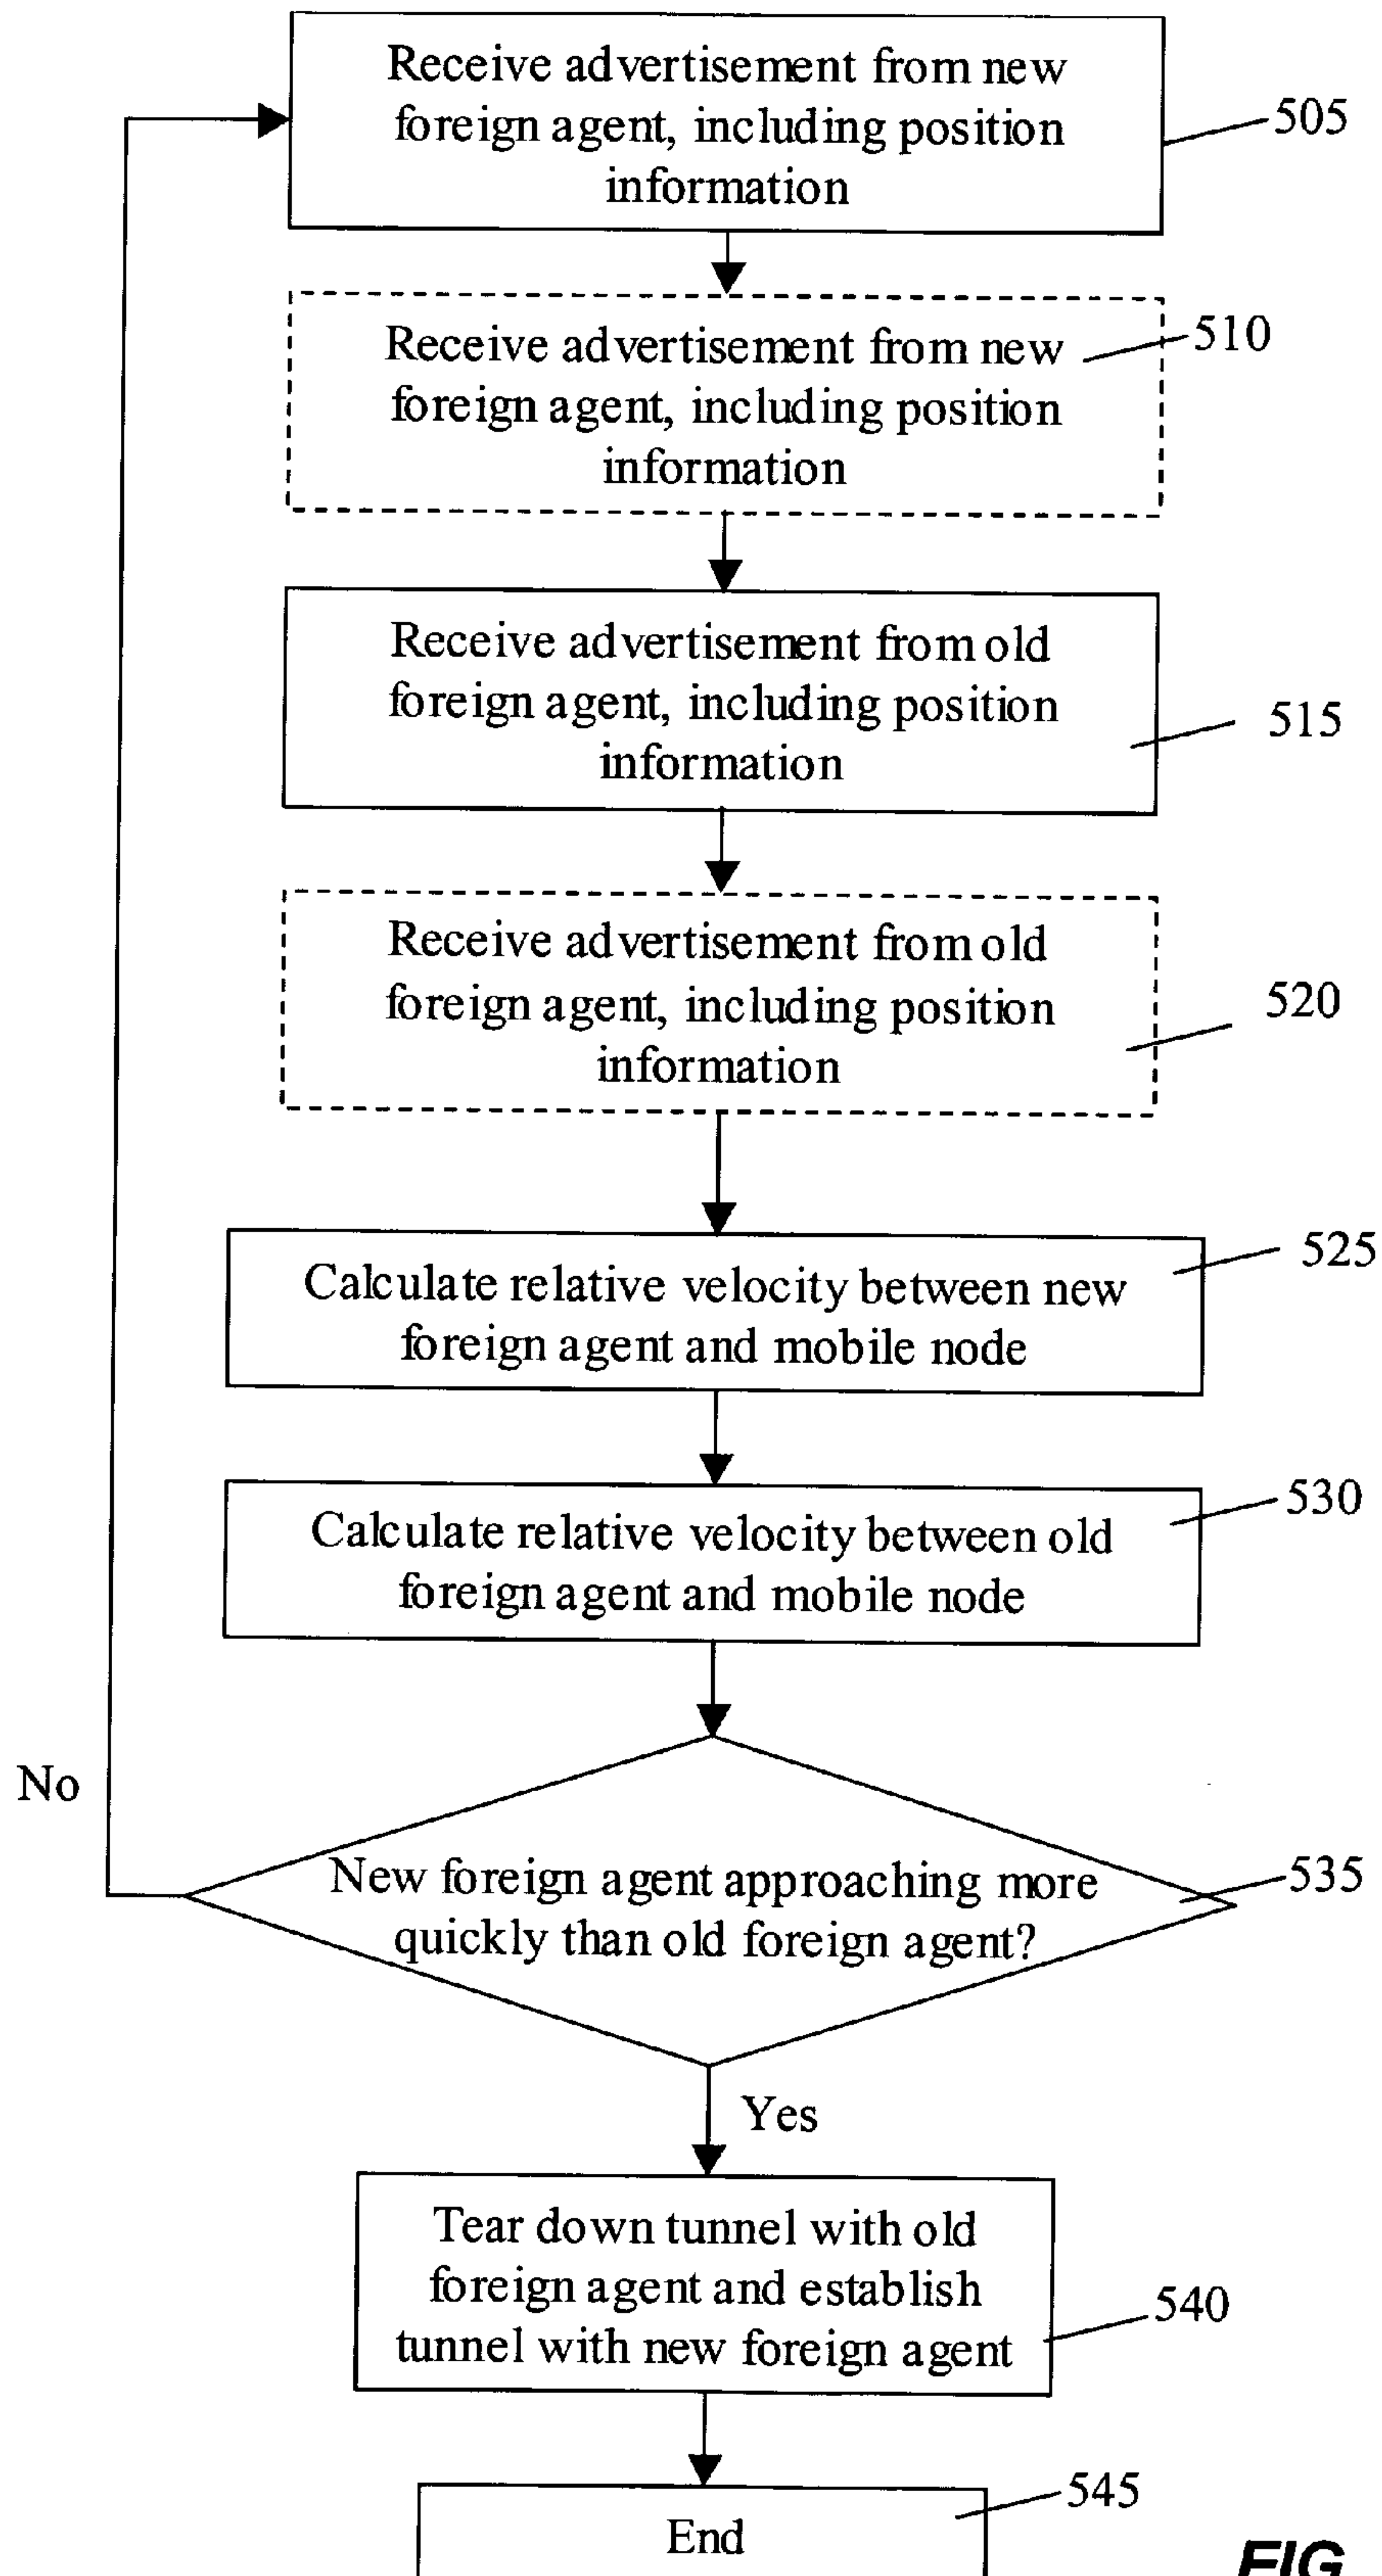 Receive advertisement from new
foreign agent, including position
information
505
Receive advertisement from new
foreign agent, including position
information
510
Receive advertisement from old
foreign agent, including position
information
515
Receive advertisement from old
foreign agent, including position
information
520
Calculate relative velocity between new
foreign agent and mobile node
525
Calculate relative velocity between old
foreign agent and mobile node
530
No
New foreign agent approaching more
quickly than old foreign agent?
535
Yes
Tear down tunnel with old
foreign agent and establish
tunnel with new foreign agent
540
End
545
FIG